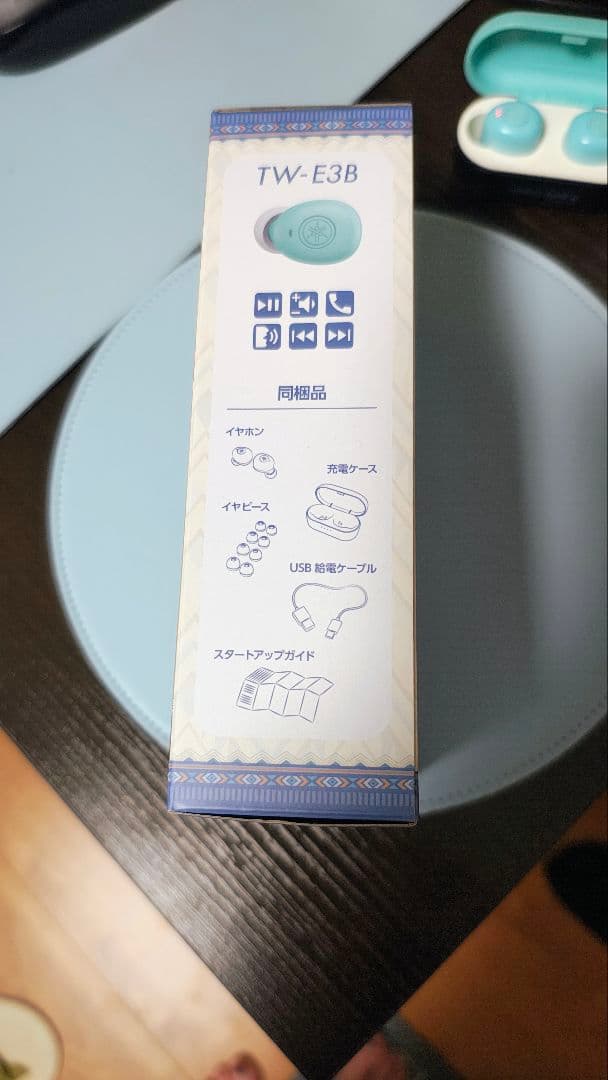 TW-E3B
同梱品
イヤホン
充電ケース
イヤピース
USB 給電ケーブル
スタートアップガイド